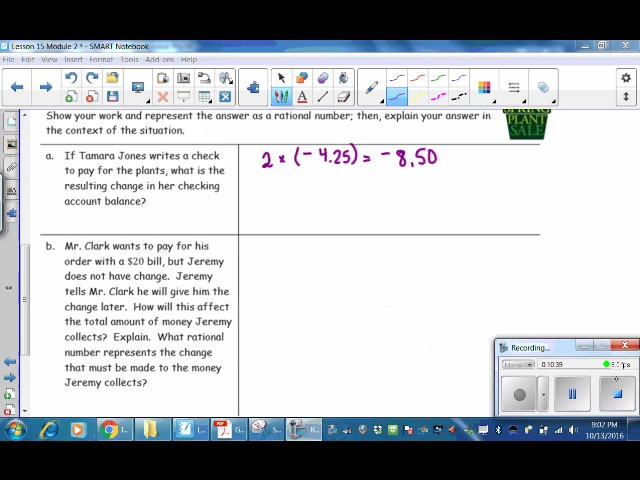 Lesson 15 Module 2 * - SMART Notebook
File Edit View Insert Format Tools Add-ons Help
Show your work and represent the answer as a rational number; then, explain your answer in
the context of the situation.
SPRING
PLANT
SALE
a. If Tamara Jones writes a check
to pay for the plants, what is the
resulting change in her checking
account balance?
2 × (- 4.25) = - 8.50
b. Mr. Clark wants to pay for his
order with a $20 bill, but Jeremy
does not have change. Jeremy
tells Mr. Clark he will give him the
change later. How will this affect
the total amount of money Jeremy
collects? Explain. What rational
number represents the change
that must be made to the money
Jeremy collects?
Recording...
Menu
0:10:39
9:02 PM
10/13/2016